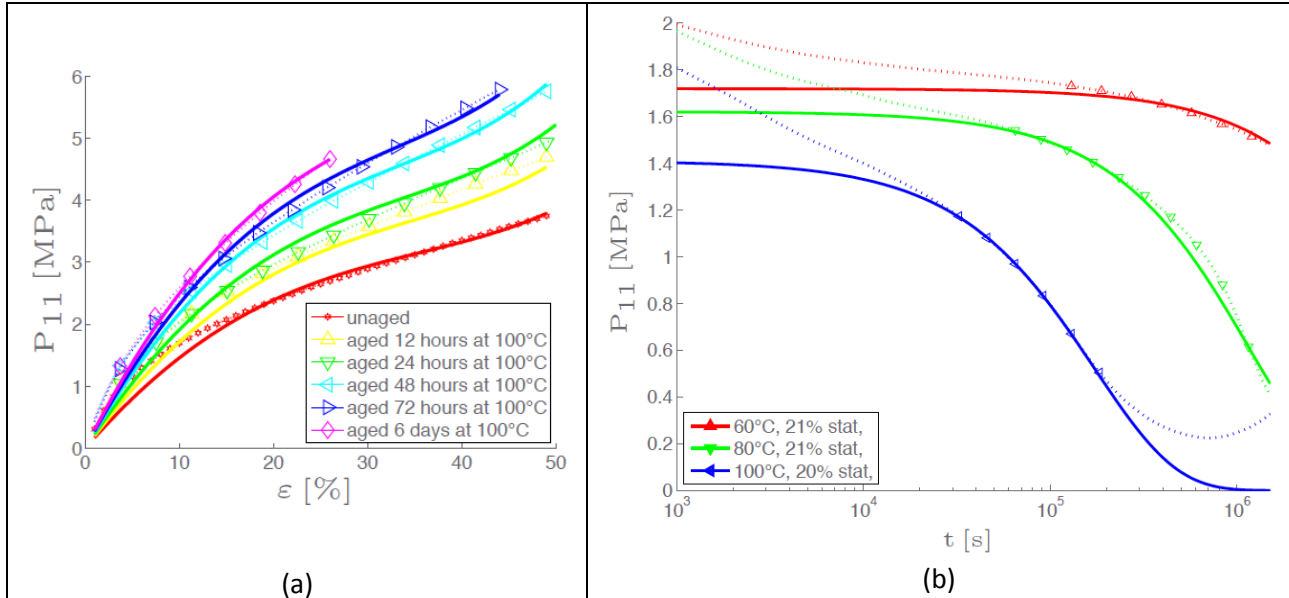 6
5
4
3
2
1
0
P11 [MPa]
0
10
20
30
40
50
ε [%]
unaged
aged 12 hours at 100°C
aged 24 hours at 100°C
aged 48 hours at 100°C
aged 72 hours at 100°C
aged 6 days at 100°C
(a)
2
1.8
1.6
1.4
1.2
1
0.8
0.6
0.4
0.2
0
P11 [MPa]
60°C, 21% stat,
80°C, 21% stat,
100°C, 20% stat,
10^3
10^4
10^5
10^6
t [s]
(b)